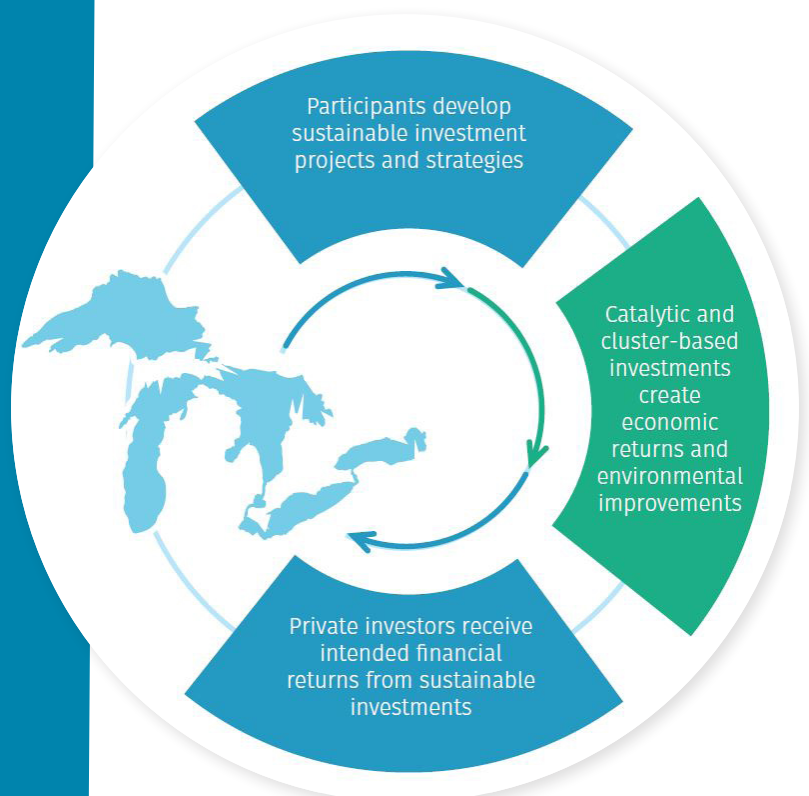 Participants develop
sustainable investment
projects and strategies
Catalytic and
cluster-based
investments
create
economic
returns and
environmental
improvements
Private investors receive
intended financial
returns from sustainable
investments